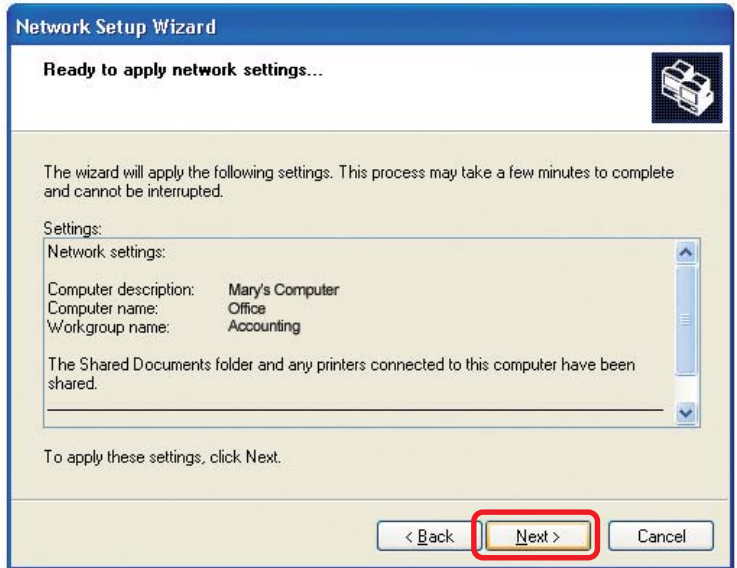 Network Setup Wizard
Ready to apply network settings...
The wizard will apply the following settings. This process may take a few minutes to complete
and cannot be interrupted.
Settings:
Network settings:
Computer description: Mary's Computer
Computer name: Office
Workgroup name: Accounting
The Shared Documents folder and any printers connected to this computer have been
shared.
To apply these settings, click Next.
< Back Next > Cancel